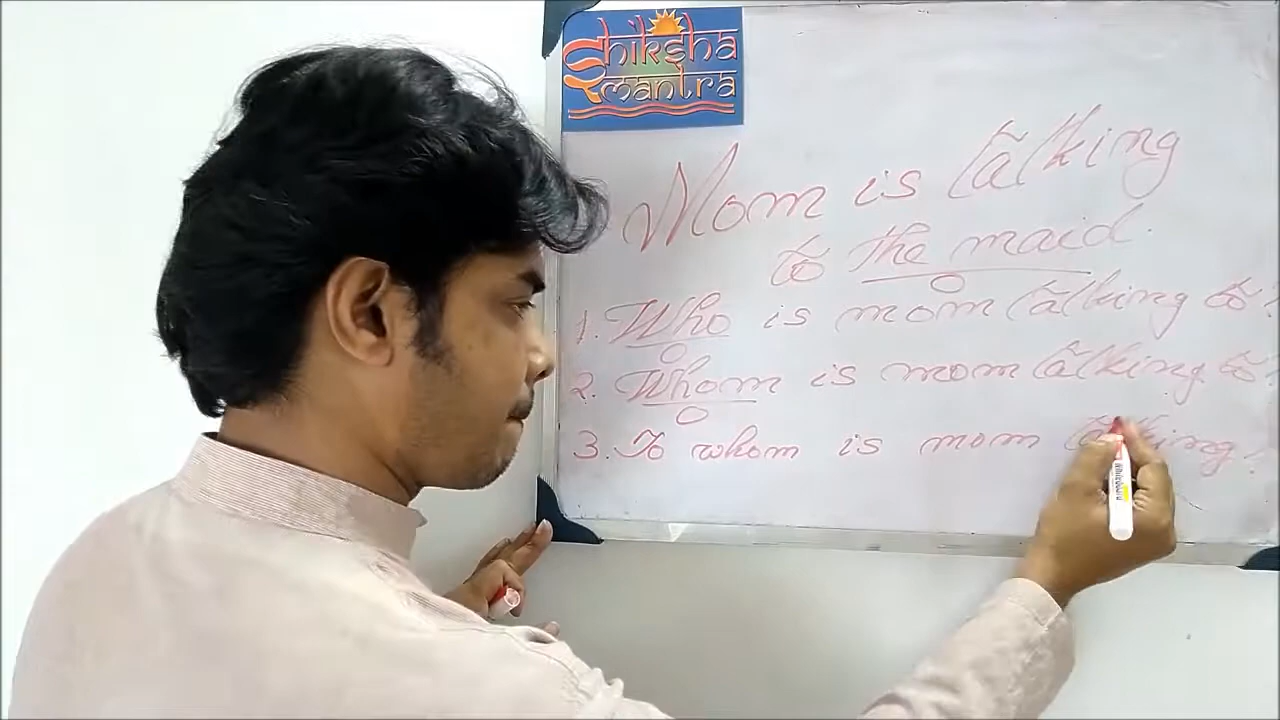 Shiksha
mantra
Mom is talking
to the maid.
1. Who is mom talking to?
O
2. Whom is mom talking to?
O
3. To whom is mom talking?